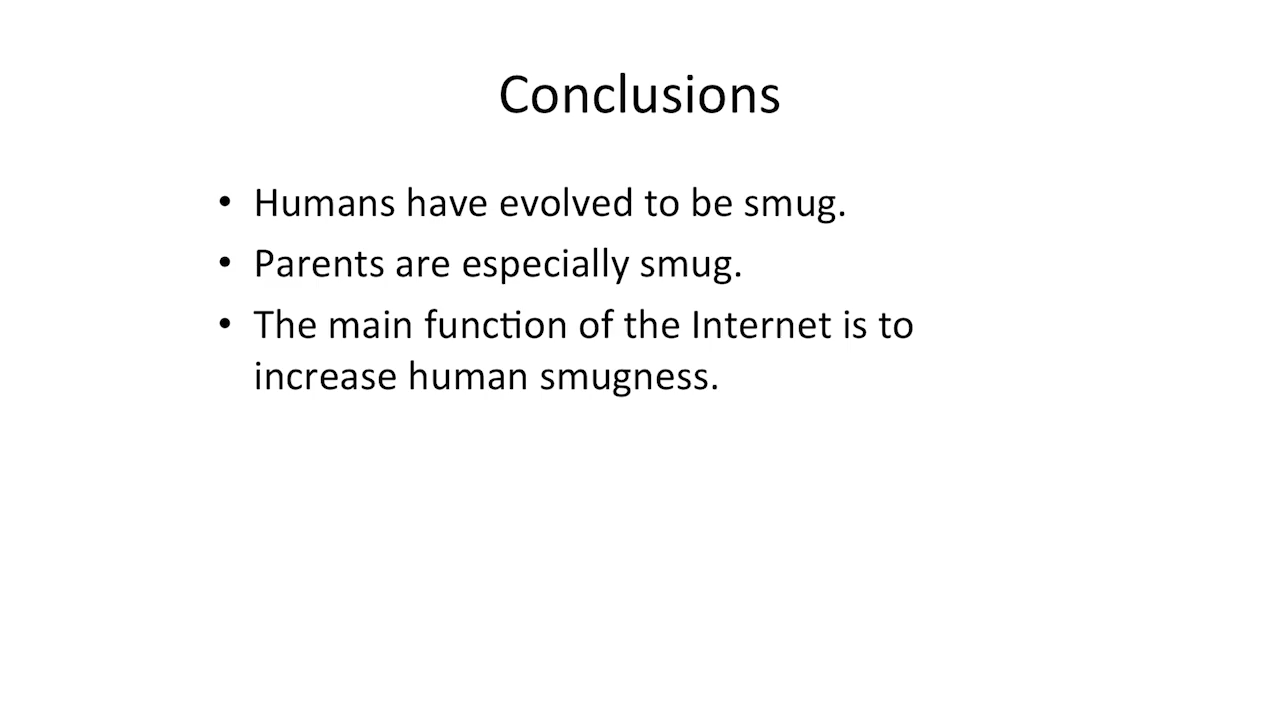 Conclusions
• Humans have evolved to be smug.
• Parents are especially smug.
• The main function of the Internet is to
increase human smugness.